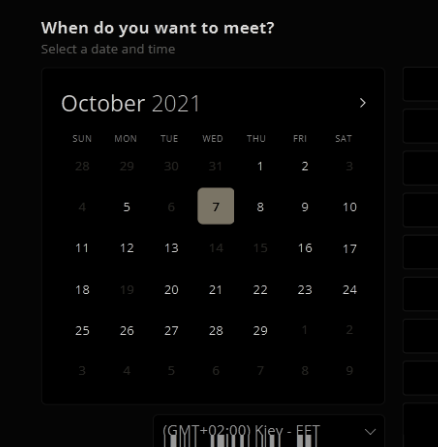 When do you want to meet?
Select a date and time
October 2021
SUN MON TUE WED THU FRI SAT
28 29 30 31 1 2 3
4 5 6 7 8 9 10
11 12 13 14 15 16 17
18 19 20 21 22 23 24
25 26 27 28 29 1 2
3 4 5 6 7 8 9
(GMT+02:00) Kiev - EET